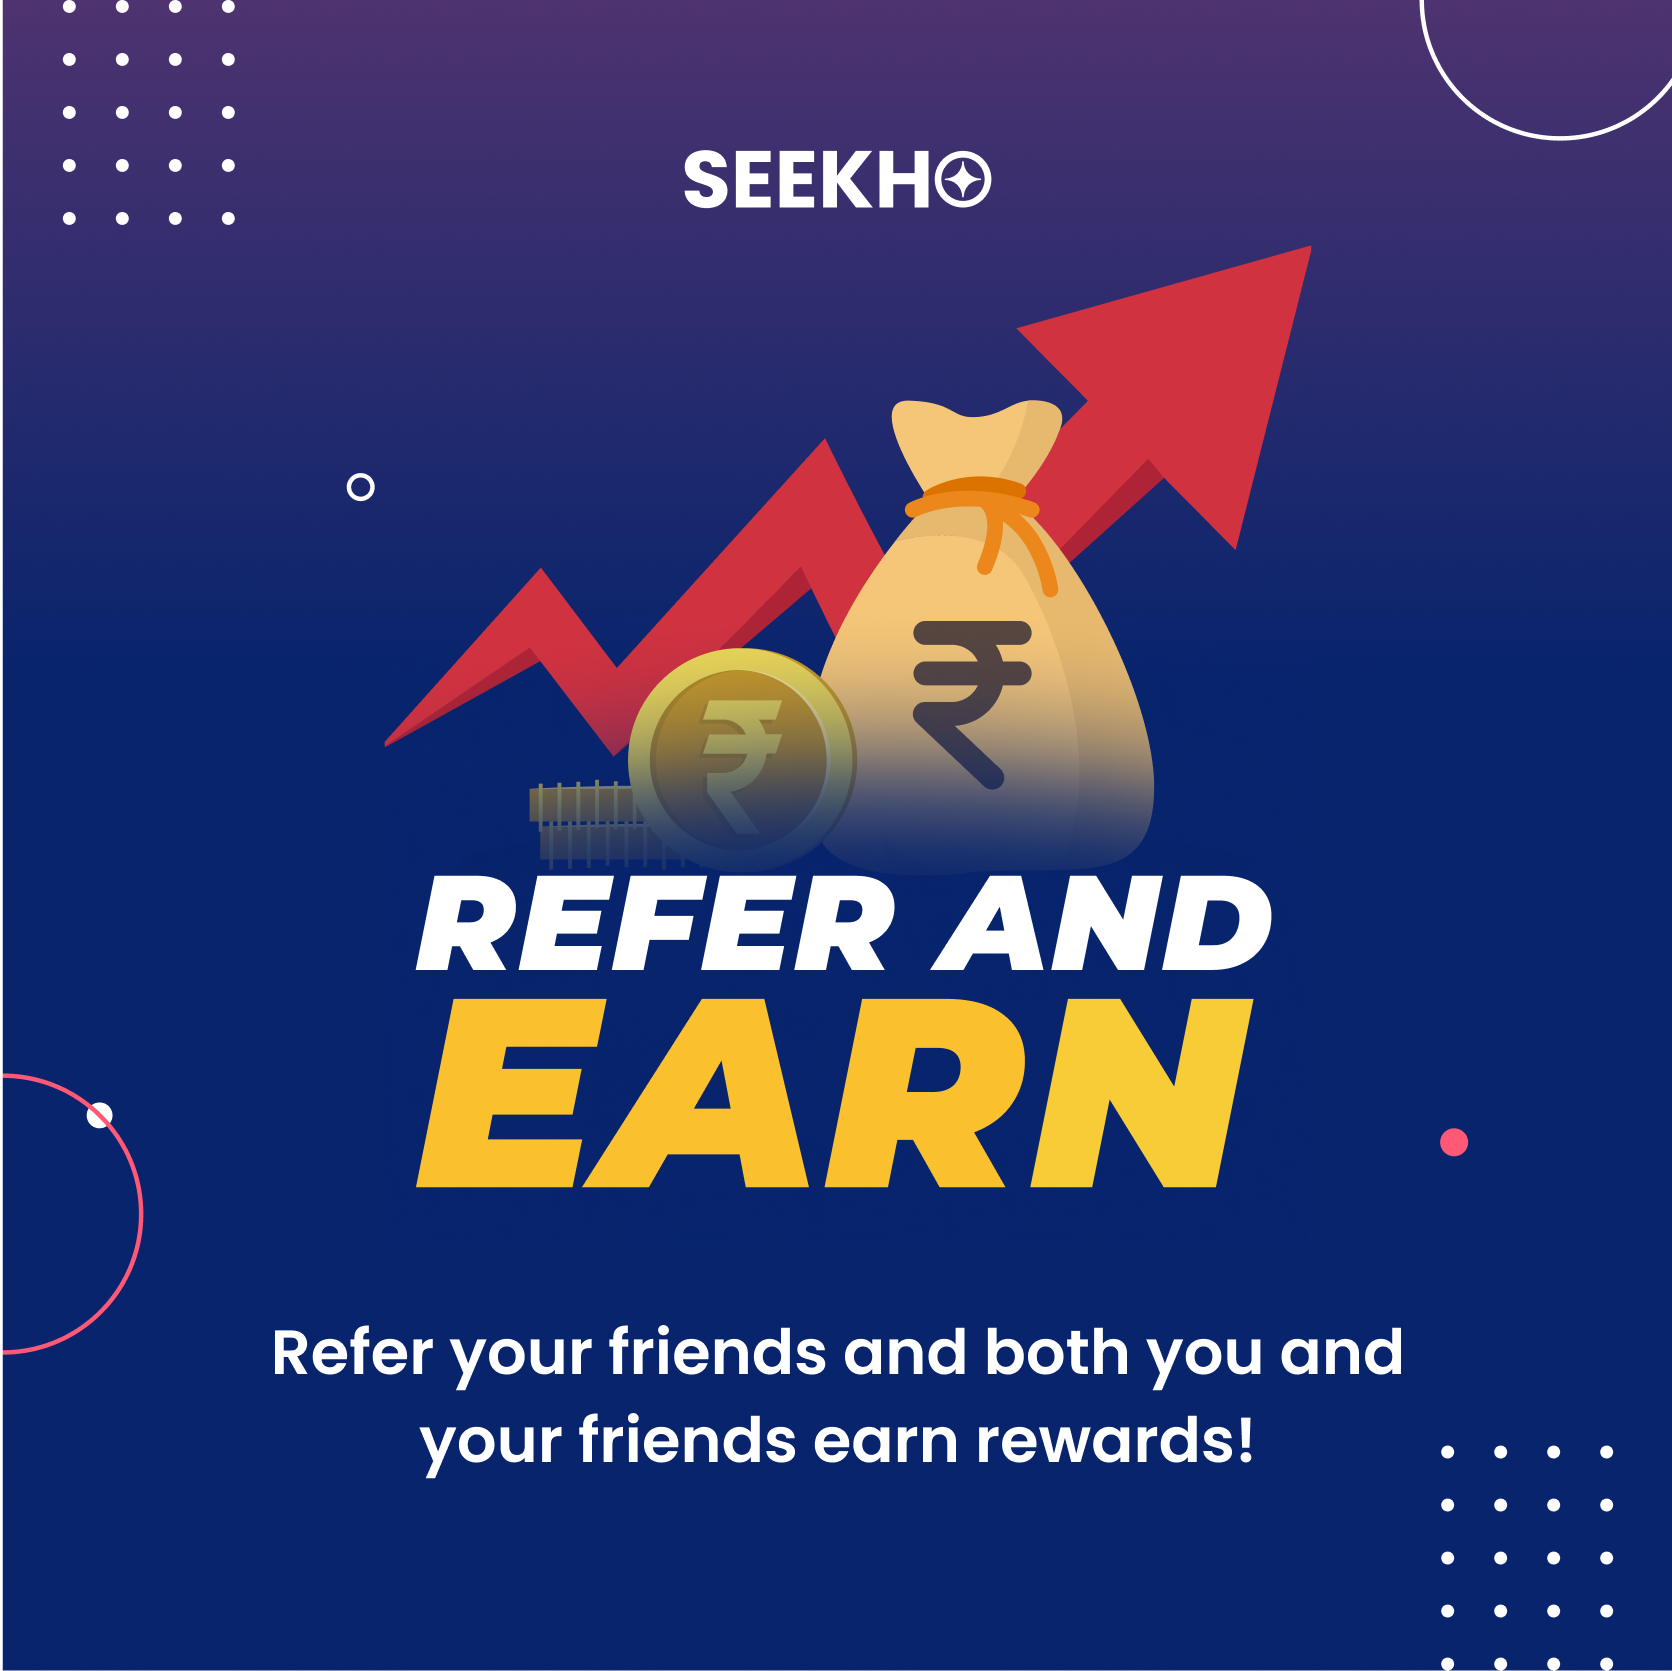 SEEKHO
₹
₹
REFER AND
EARN
Refer your friends and both you and
your friends earn rewards!